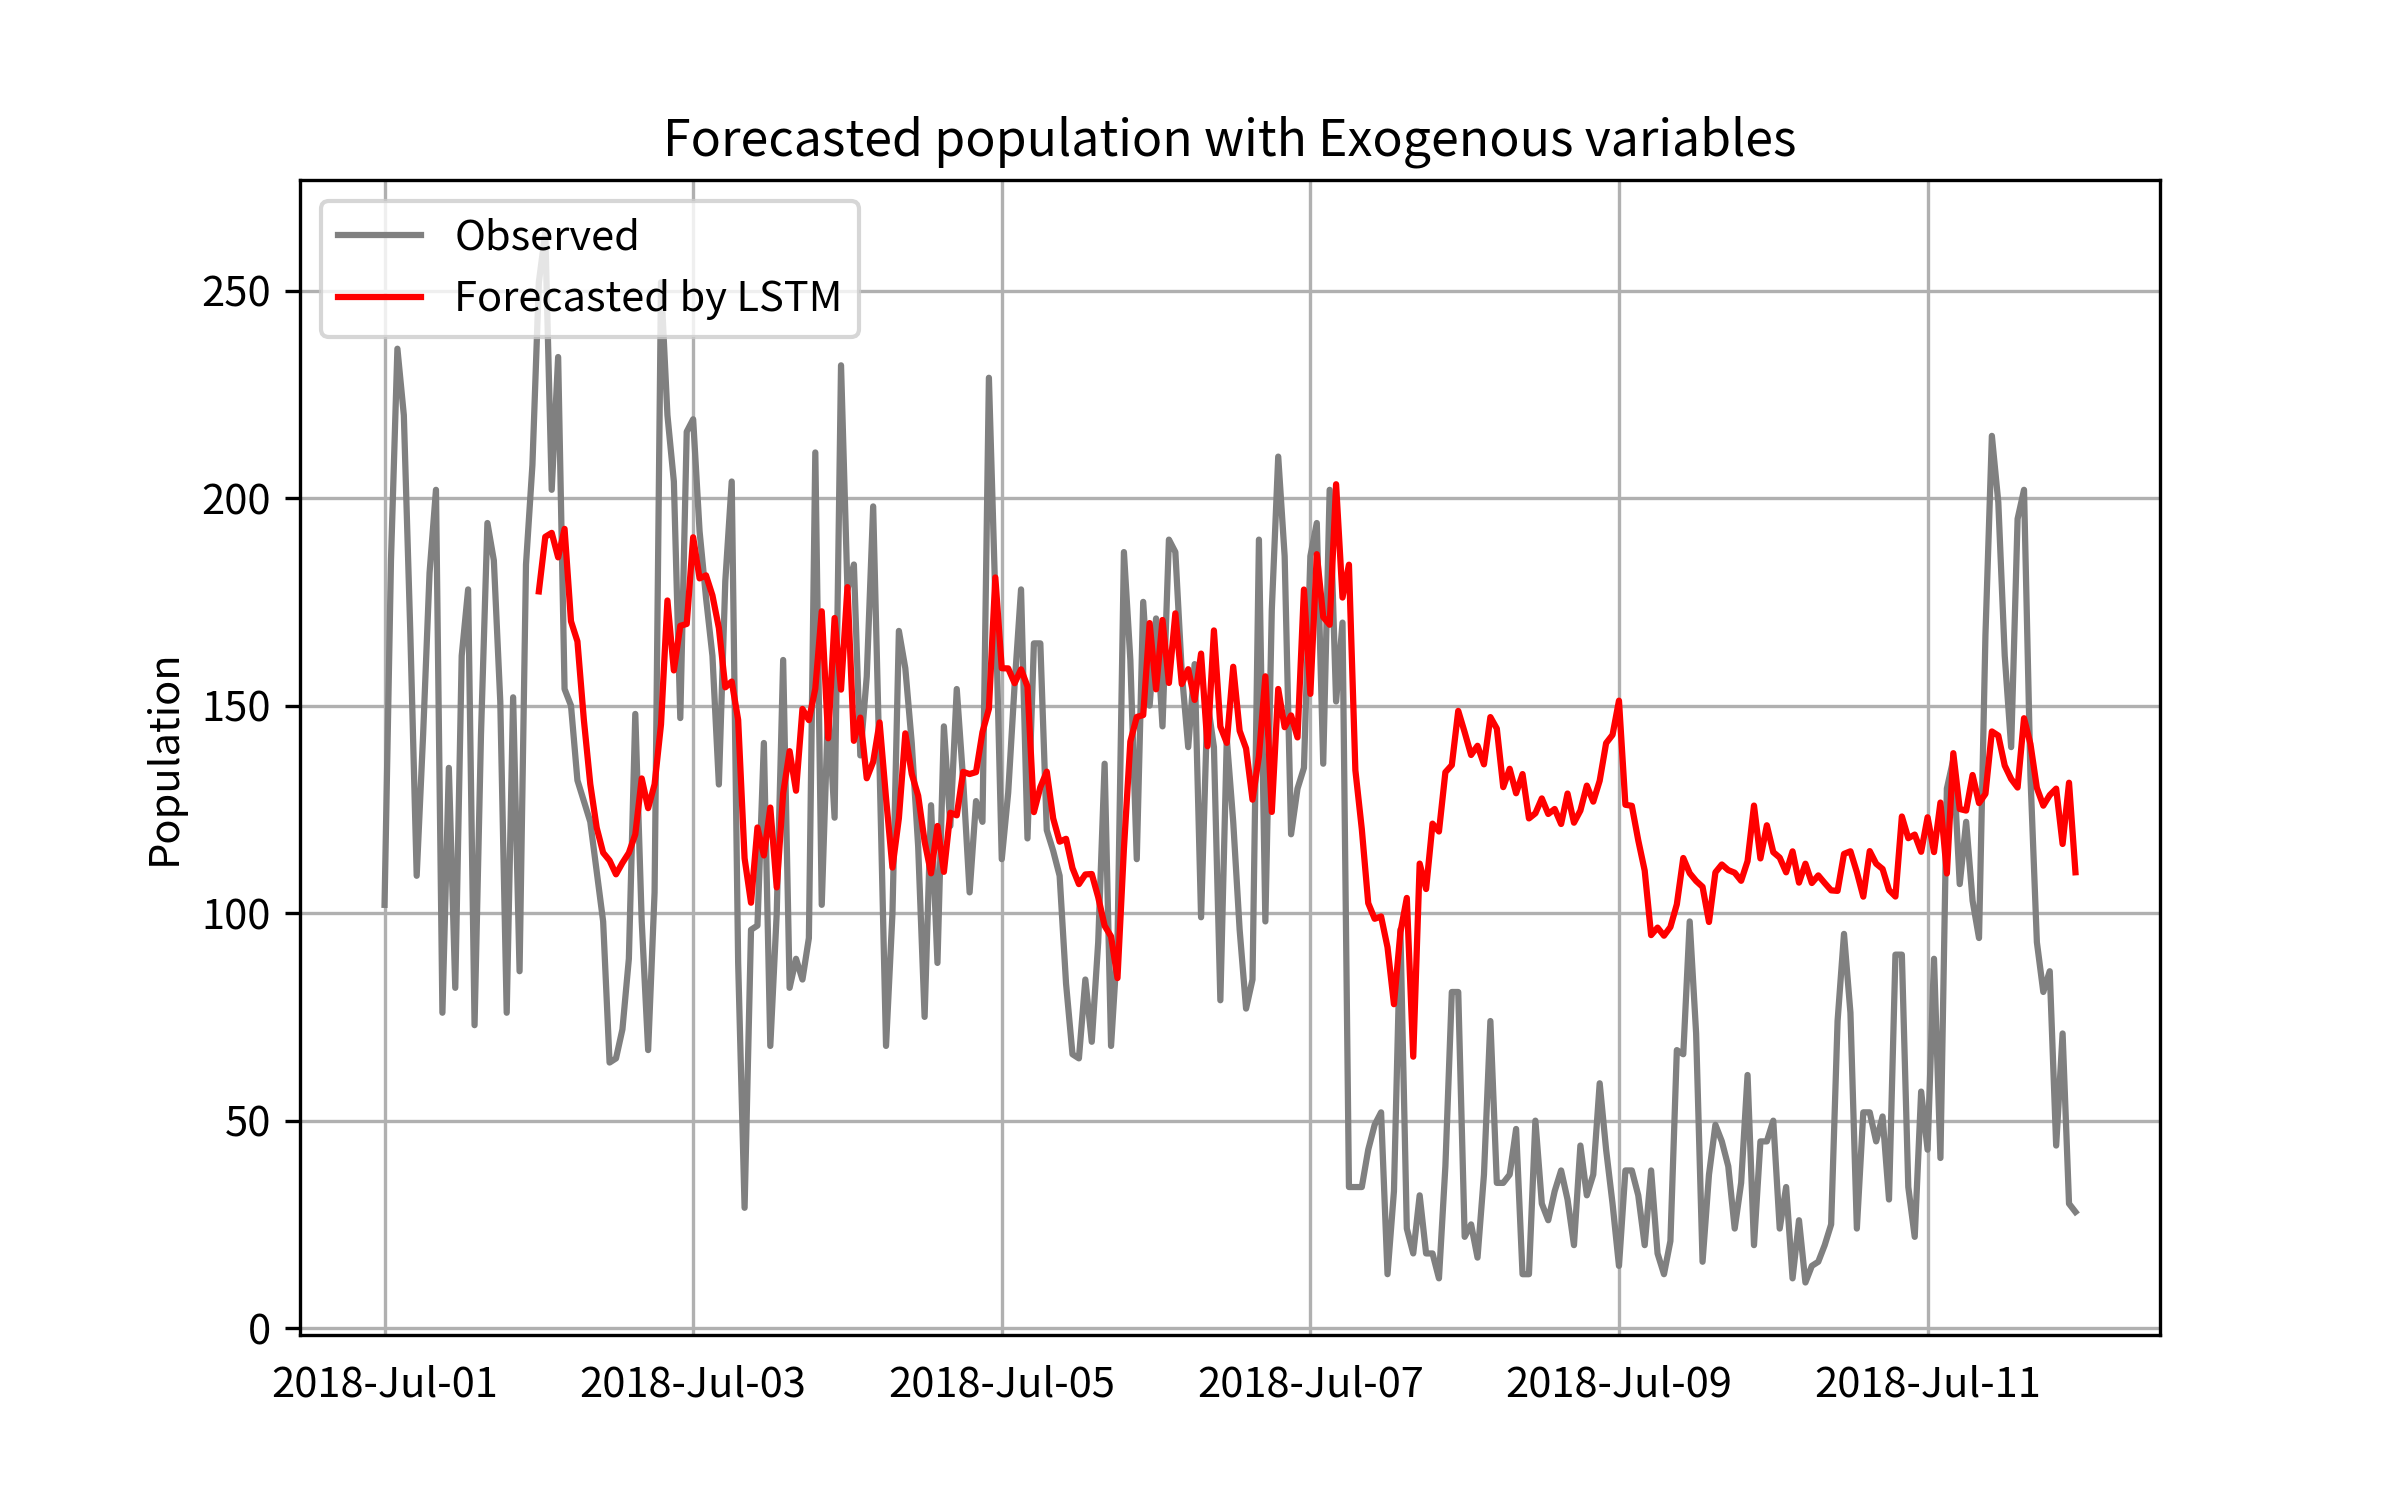 Forecasted population with Exogenous variables
Observed
Forecasted by LSTM
Population
250
200
150
100
50
0
2018-Jul-01
2018-Jul-03
2018-Jul-05
2018-Jul-07
2018-Jul-09
2018-Jul-11